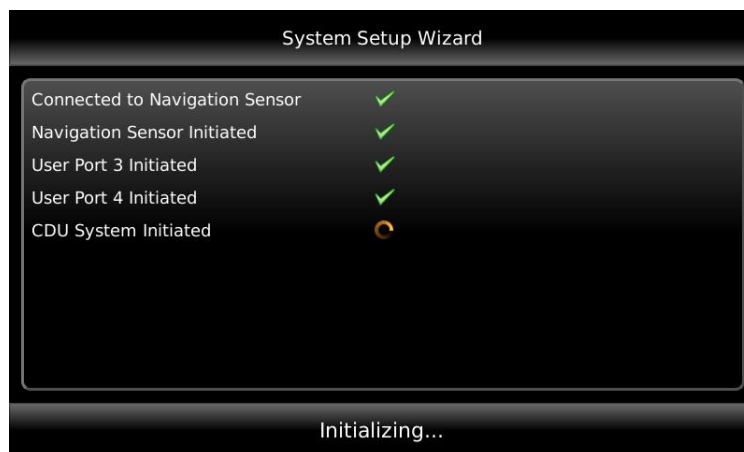 System Setup Wizard
Connected to Navigation Sensor
Navigation Sensor Initiated
User Port 3 Initiated
User Port 4 Initiated
CDU System Initiated
Initializing...